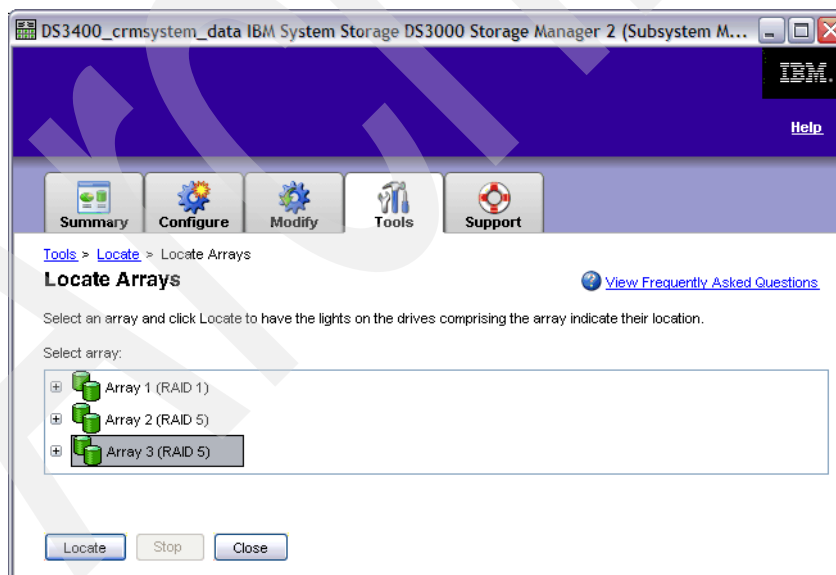 DS3400_crmsystem_data IBM System Storage DS3000 Storage Manager 2 (Subsystem M...
IBM.
Help
Summary
Configure
Modify
Tools
Support
Tools > Locate > Locate Arrays
Locate Arrays
View Frequently Asked Questions
Select an array and click Locate to have the lights on the drives comprising the array indicate their location.
Select array:
Array 1 (RAID 1)
Array 2 (RAID 5)
Array 3 (RAID 5)
Locate
Stop
Close